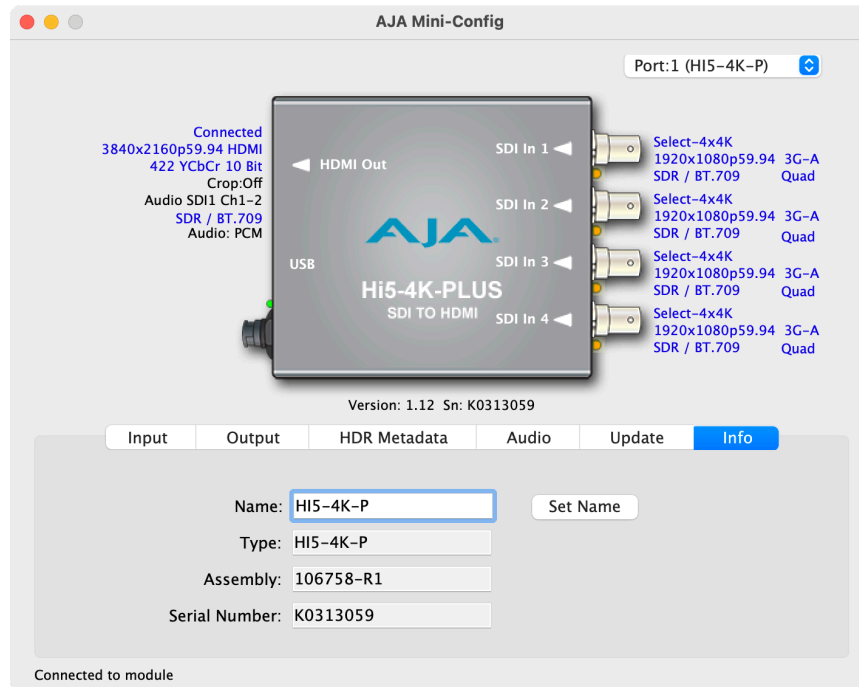 AJA Mini-Config
Port:1 (HI5-4K-P)
Connected
3840x2160p59.94 HDMI
422 YCbCr 10 Bit
Crop:Off
Audio SDI1 Ch1-2
SDR / BT.709
Audio: PCM
HDMI Out
USB
AJA
Hi5-4K-PLUS
SDI TO HDMI
SDI In 1
SDI In 2
SDI In 3
SDI In 4
Select-4x4K
1920x1080p59.94 3G-A
SDR / BT.709 Quad
Select-4x4K
1920x1080p59.94 3G-A
SDR / BT.709 Quad
Select-4x4K
1920x1080p59.94 3G-A
SDR / BT.709 Quad
Select-4x4K
1920x1080p59.94 3G-A
SDR / BT.709 Quad
Version: 1.12 Sn: K0313059
Input Output HDR Metadata Audio Update Info
Name: HI5-4K-P Set Name
Type: HI5-4K-P
Assembly: 106758-R1
Serial Number: K0313059
Connected to module